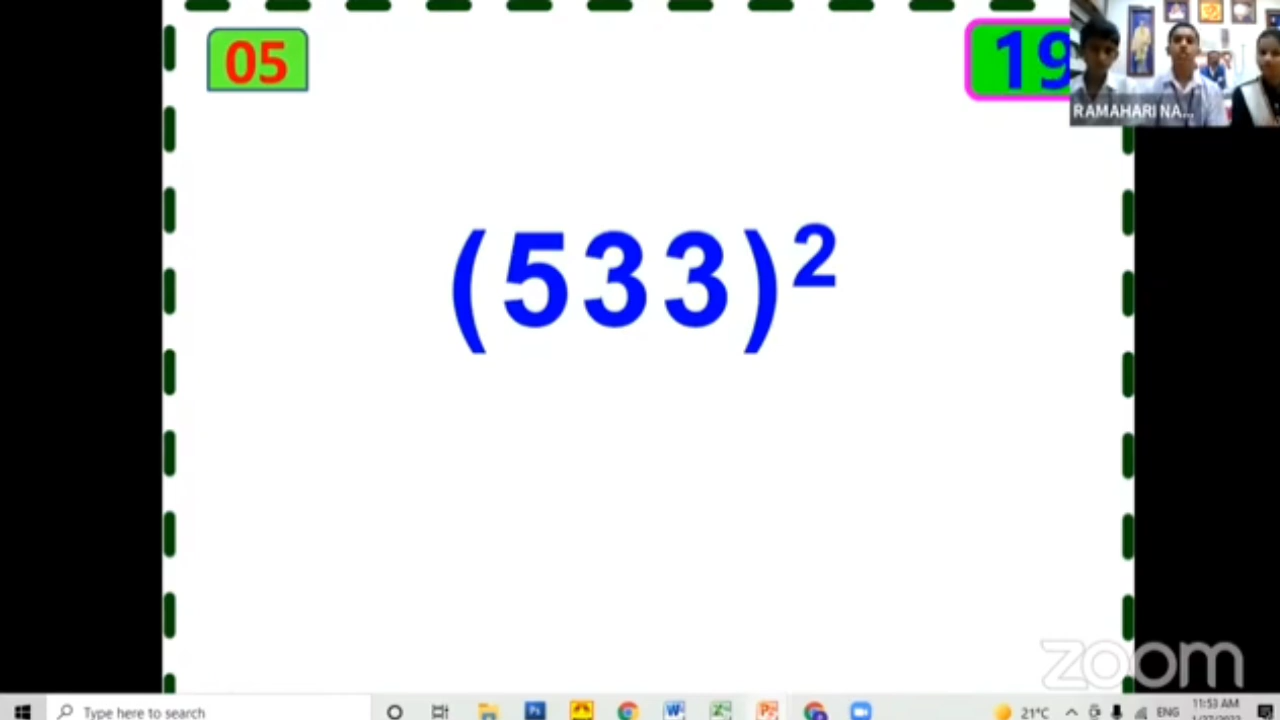 05
19
RAMAHARI NA...
(533)²
zoom
Type here to search
21°C
ENG
11:53 AM